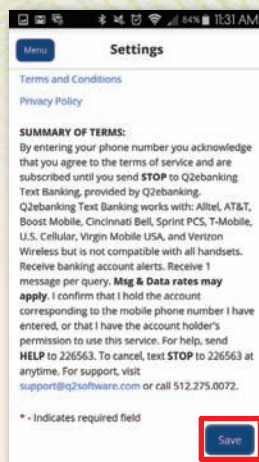 84% 11:31 AM
Menu
Settings
Terms and Conditions
Privacy Policy
SUMMARY OF TERMS:
By entering your phone number you acknowledge
that you agree to the terms of service and are
subscribed until you send STOP to Q2ebanking
Text Banking, provided by Q2ebanking.
Q2ebanking Text Banking works with: Alltel, AT&T,
Boost Mobile, Cincinnati Bell, Sprint PCS, T-Mobile,
U.S. Cellular, Virgin Mobile USA, and Verizon
Wireless but is not compatible with all handsets.
Receive banking account alerts. Receive 1
message per query. Msg & Data rates may
apply. I confirm that I hold the account
corresponding to the mobile phone number I have
entered, or that I have the account holder's
permission to use this service. For help, send
HELP to 226563. To cancel, text STOP to 226563 at
anytime. For support, visit
support@q2software.com or call 512.275.0072.
* - Indicates required field
Save